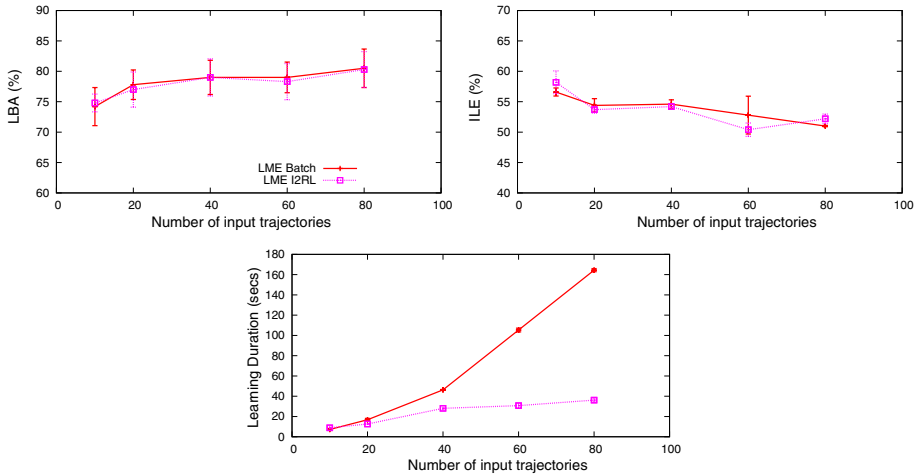 LBA (%)
90
85
80
75
70
65
60
0 20 40 60 80 100
Number of input trajectories
LME Batch
LME I2RL
ILE (%)
75
70
65
60
55
50
45
40
0 20 40 60 80 100
Number of input trajectories
Learning Duration (secs)
180
160
140
120
100
80
60
40
20
0
0 20 40 60 80 100
Number of input trajectories